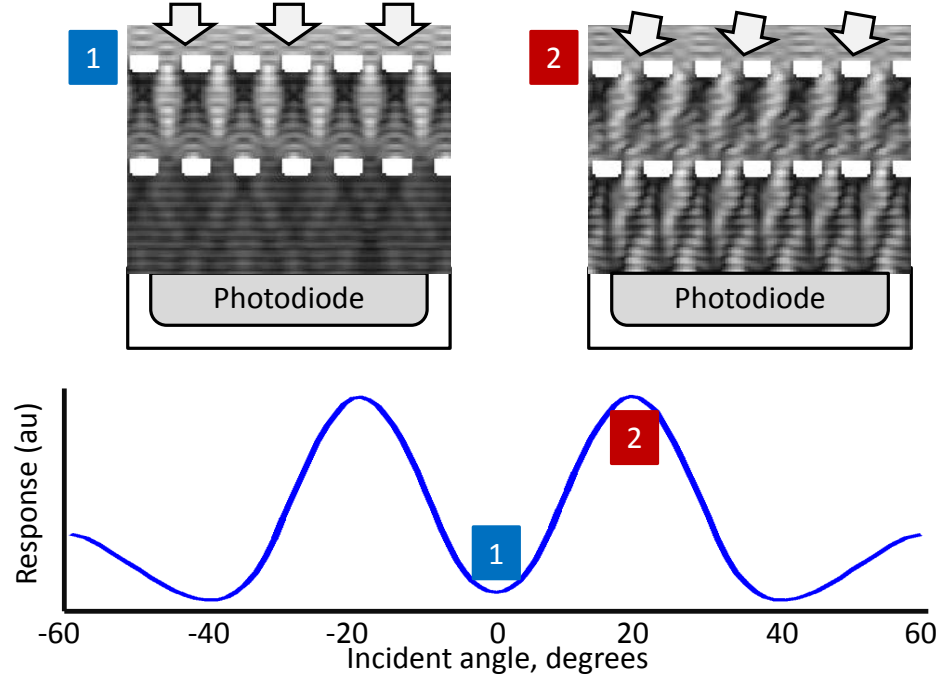 1
2
Photodiode
Photodiode
Response (au)
1
2
-60
-40
-20
0
20
40
60
Incident angle, degrees